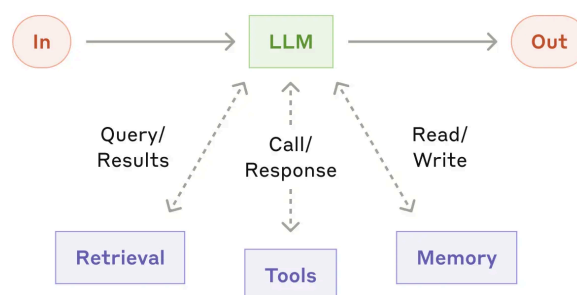 In
LLM
Out
Query/
Results
Call/
Response
Read/
Write
Retrieval
Tools
Memory